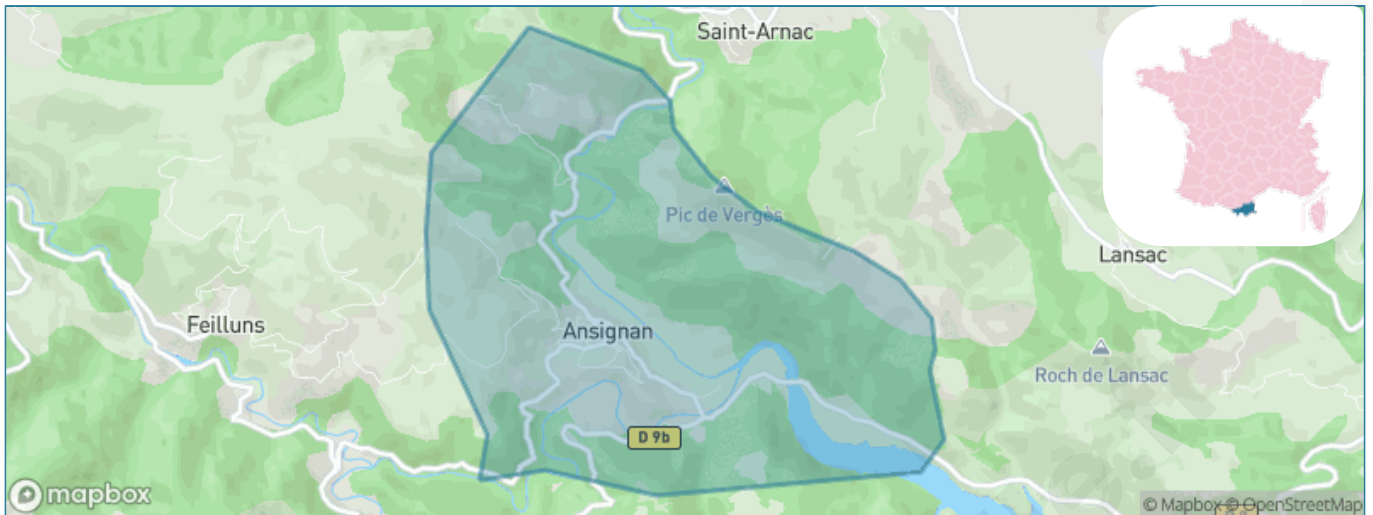 Saint-Arnac
Pic de Vergès
Lansac
Feilluns
Ansignan
Roch de Lansac
D 9b
mapbox
© Mapbox © OpenStreetMap